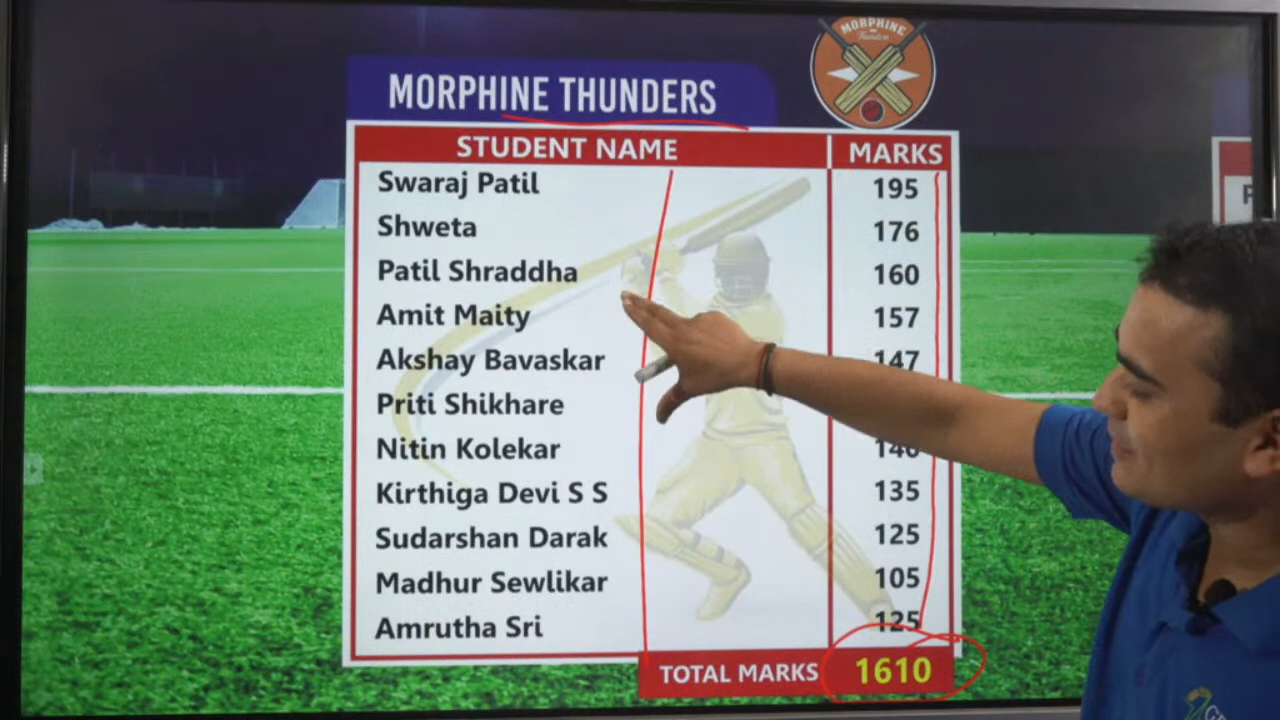 MORPHINE
Thunders
MORPHINE THUNDERS
STUDENT NAME MARKS
Swaraj Patil 195
Shweta 176
Patil Shraddha 160
Amit Maity 157
Akshay Bavaskar 147
Priti Shikhare
Nitin Kolekar
Kirthiga Devi S S 135
Sudarshan Darak 125
Madhur Sewlikar 105
Amrutha Sri 125
TOTAL MARKS 1610